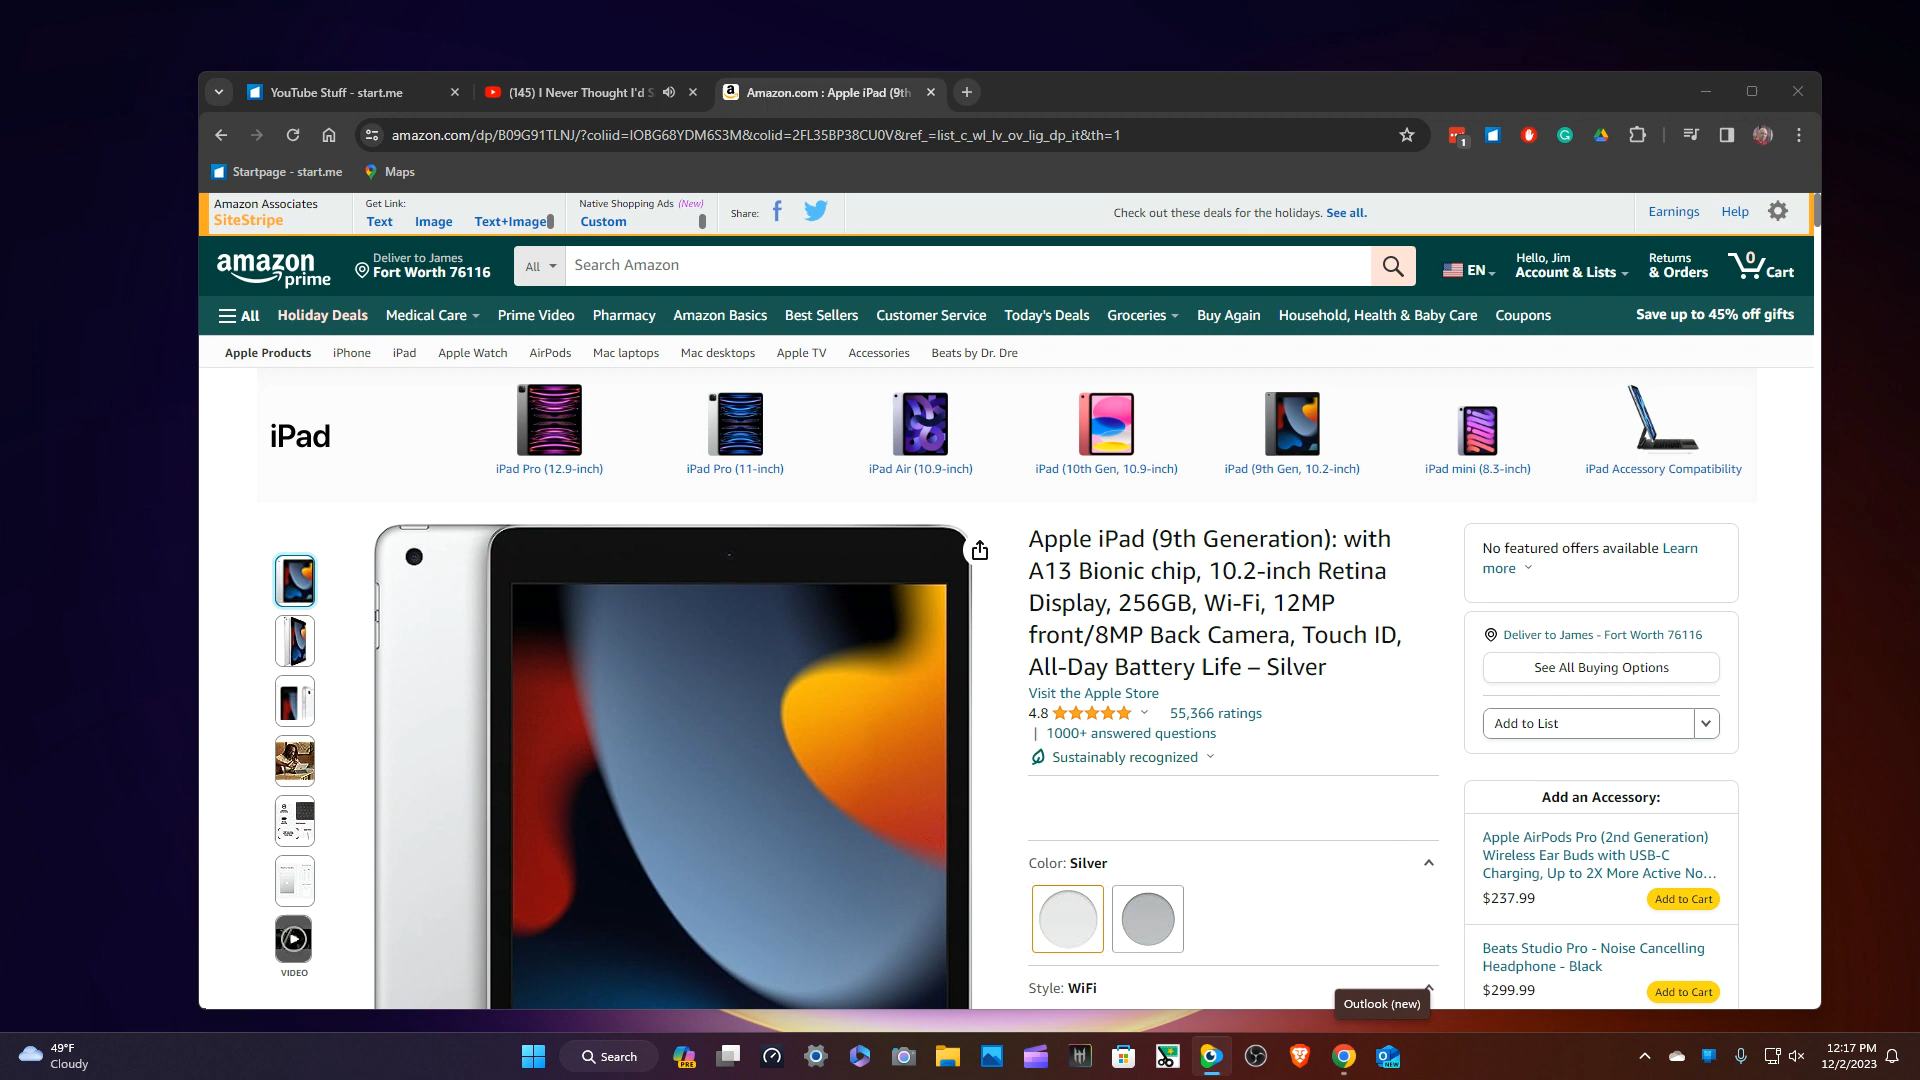 YouTube Stuff - start.me
(145) I Never Thought I'd S
Amazon.com : Apple iPad (9th
amazon.com/dp/B09G91TLNJ/?coliid=IOBG68YDM6S3M&colid=2FL35BP38CU0V&ref_=list_c_wl_lv_ov_lig_dp_it&th=1
1
Startpage - start.me
Maps
Amazon Associates
SiteStripe
Get Link:
Text
Image
Text+Image
Native Shopping Ads (New)
Custom
Share:
Check out these deals for the holidays. See all.
Earnings
Help
amazon
prime
Deliver to James
Fort Worth 76116
All
Search Amazon
EN
Hello, Jim
Account & Lists
Returns
& Orders
0
Cart
All
Holiday Deals
Medical Care
Prime Video
Pharmacy
Amazon Basics
Best Sellers
Customer Service
Today's Deals
Groceries
Buy Again
Household, Health & Baby Care
Coupons
Save up to 45% off gifts
Apple Products
iPhone
iPad
Apple Watch
AirPods
Mac laptops
Mac desktops
Apple TV
Accessories
Beats by Dr. Dre
iPad
iPad Pro (12.9-inch)
iPad Pro (11-inch)
iPad Air (10.9-inch)
iPad (10th Gen, 10.9-inch)
iPad (9th Gen, 10.2-inch)
iPad mini (8.3-inch)
iPad Accessory Compatibility
VIDEO
Apple iPad (9th Generation): with
A13 Bionic chip, 10.2-inch Retina
Display, 256GB, Wi-Fi, 12MP
front/8MP Back Camera, Touch ID,
All-Day Battery Life – Silver
Visit the Apple Store
4.8
55,366 ratings
| 1000+ answered questions
Sustainably recognized
Color: Silver
Style: WiFi
No featured offers available Learn
more
Deliver to James - Fort Worth 76116
See All Buying Options
Add to List
Add an Accessory:
Apple AirPods Pro (2nd Generation)
Wireless Ear Buds with USB-C
Charging, Up to 2X More Active No…
$237.99
Add to Cart
Beats Studio Pro - Noise Cancelling
Headphone - Black
$299.99
Add to Cart
Outlook (new)
49°F
Cloudy
Search
PRE
NEW
12:17 PM
12/2/2023